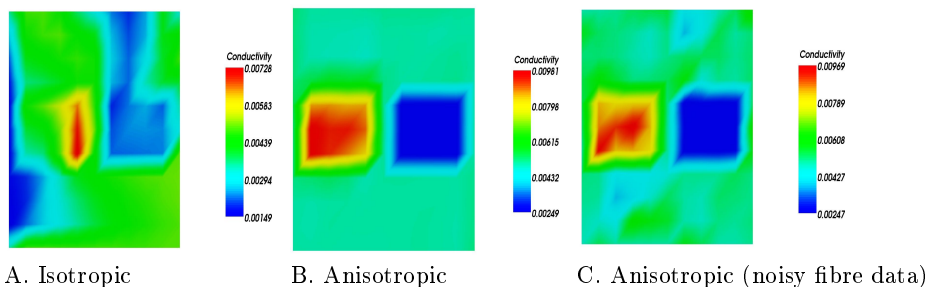 Conductivity
0.00728
0.00583
0.00439
0.00294
0.00149
Conductivity
0.00981
0.00798
0.00615
0.00432
0.00249
Conductivity
0.00969
0.00789
0.00608
0.00427
0.00247
A. Isotropic
B. Anisotropic
C. Anisotropic (noisy fibre data)